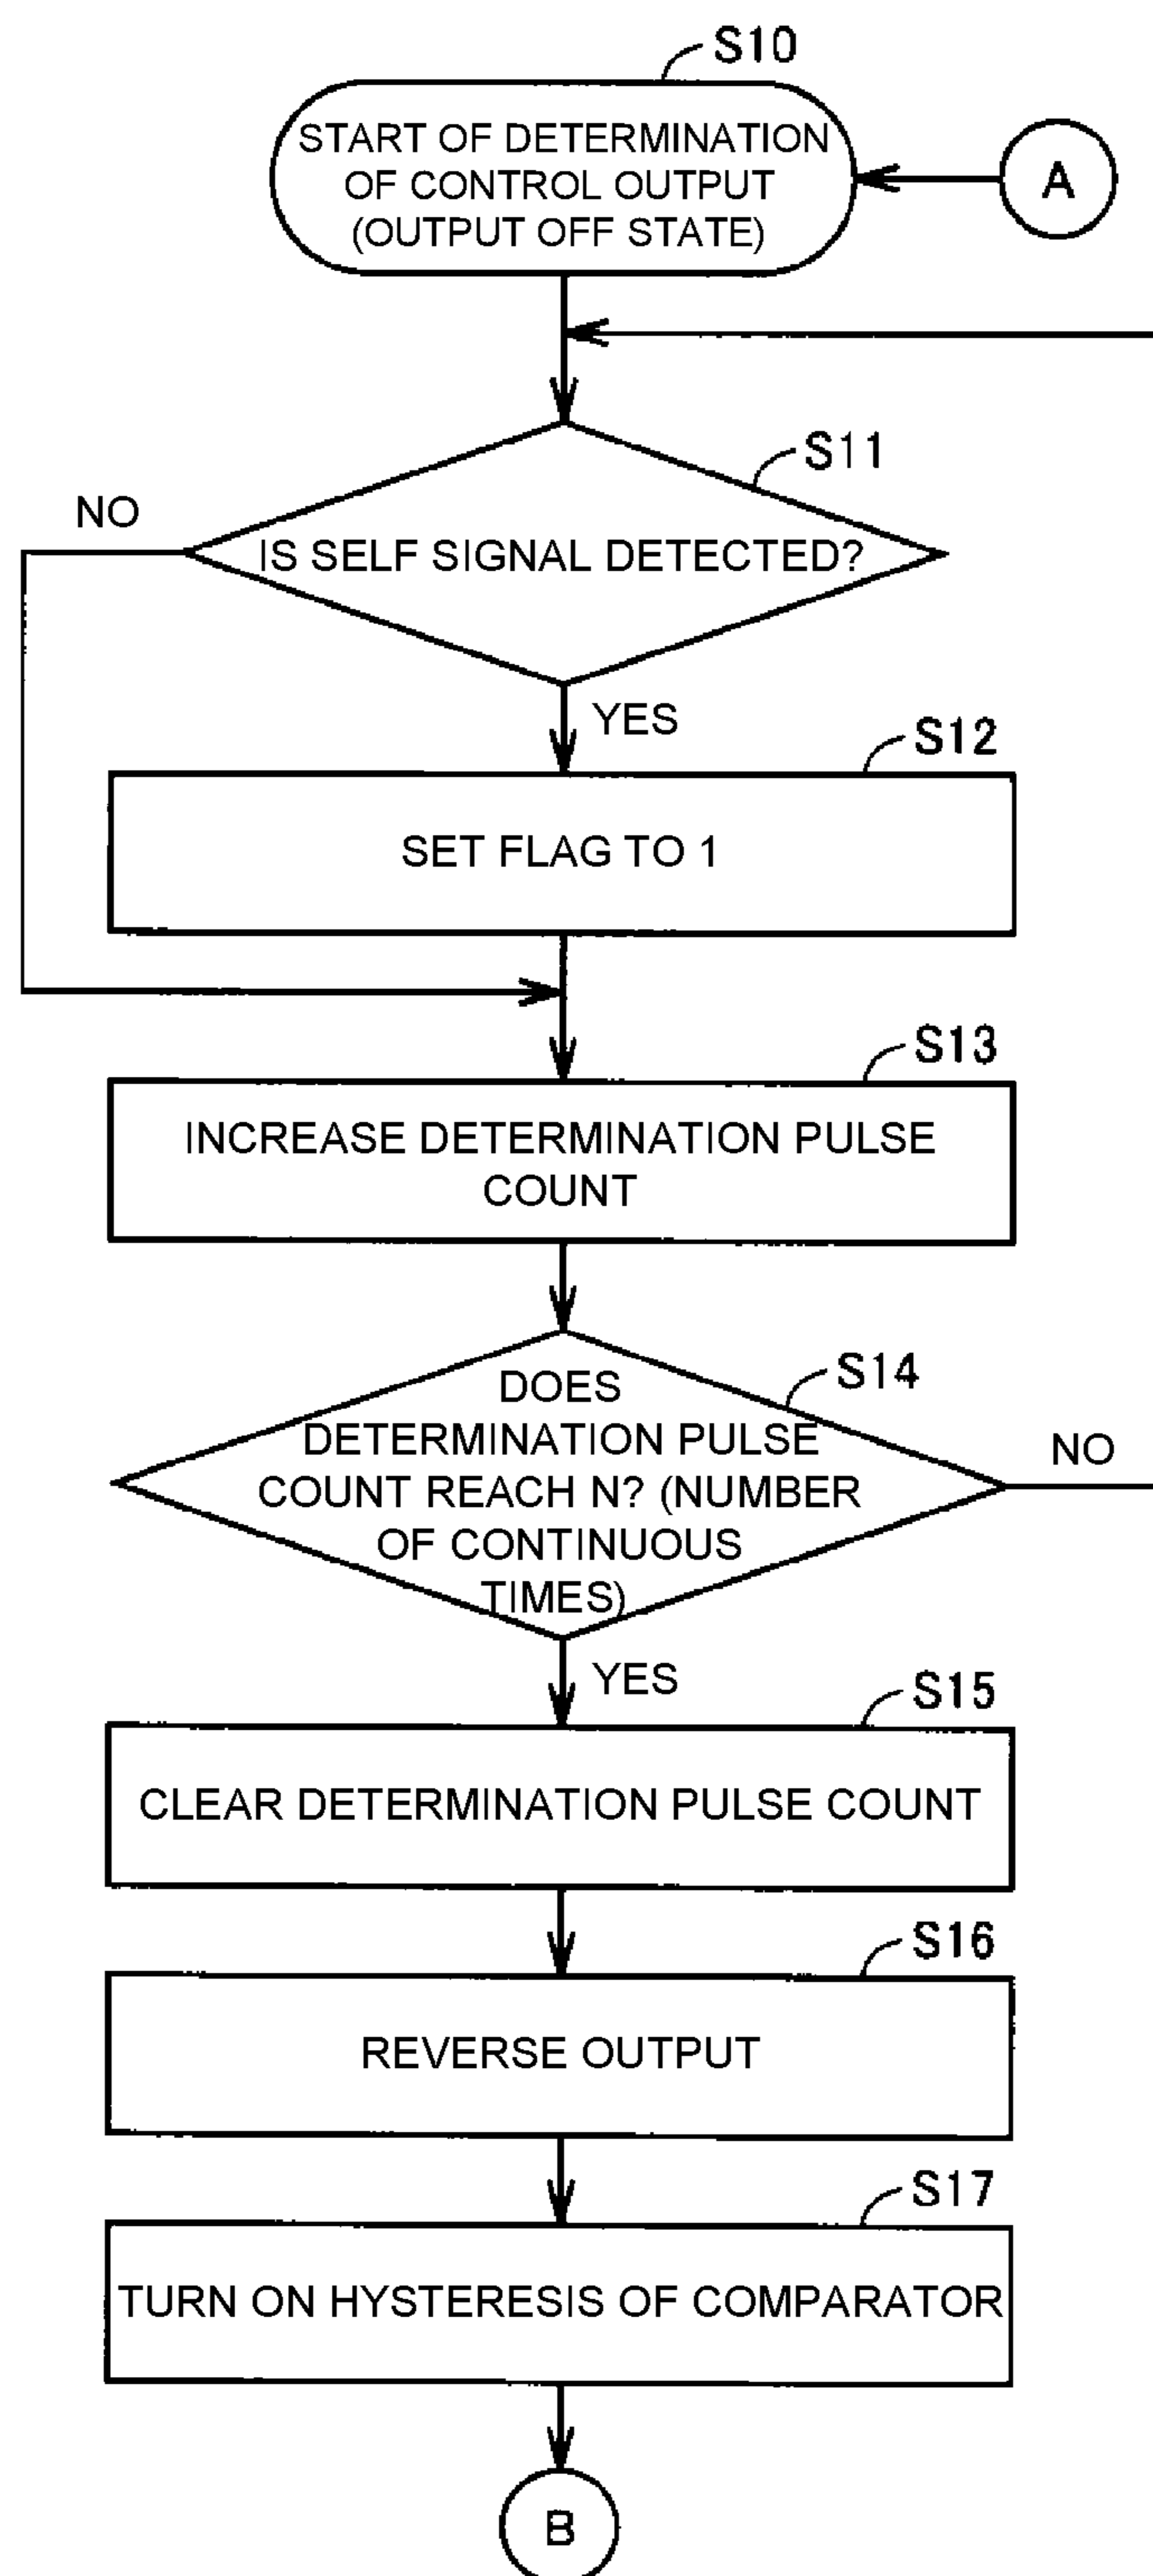 S10
START OF DETERMINATION
OF CONTROL OUTPUT
(OUTPUT OFF STATE)
A
S11
NO
IS SELF SIGNAL DETECTED?
YES
S12
SET FLAG TO 1
S13
INCREASE DETERMINATION PULSE
COUNT
S14
DOES
DETERMINATION PULSE
COUNT REACH N? (NUMBER
OF CONTINUOUS
TIMES)
NO
YES
S15
CLEAR DETERMINATION PULSE COUNT
S16
REVERSE OUTPUT
S17
TURN ON HYSTERESIS OF COMPARATOR
B